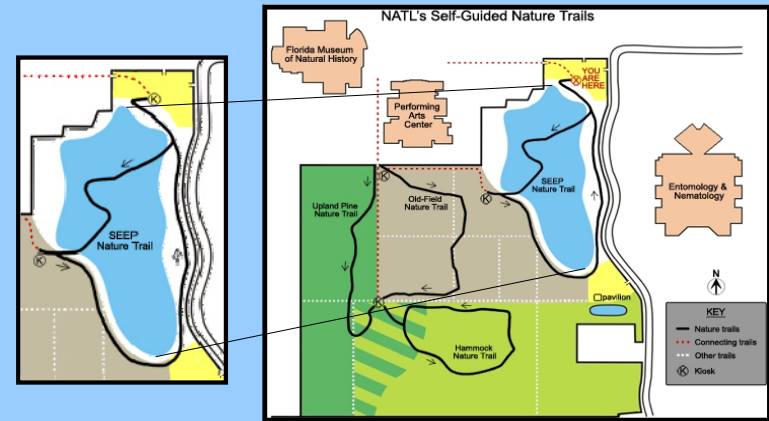 NATL's Self-Guided Nature Trails
Florida Museum
of Natural History
Performing
Arts
Center
YOU
ARE
HERE
K
SEEP
Nature Trail
K
Upland Pine
Nature Trail
K
Old-Field
Nature Trail
K
SEEP
Nature Trail
Entomology &
Nematology
N
pavilion
K
Hammock
Nature Trail
KEY
Nature trails
Connecting trails
Other trails
K Kiosk